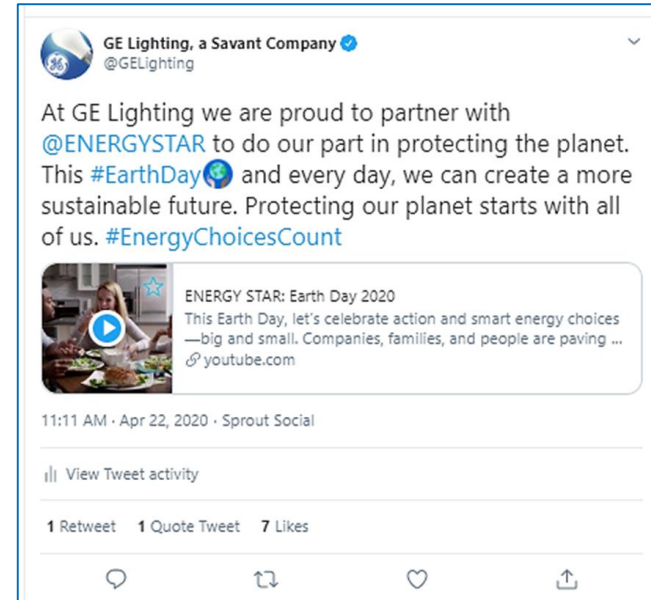 GE Lighting, a Savant Company
@GELighting
At GE Lighting we are proud to partner with
@ENERGYSTAR to do our part in protecting the planet.
This #EarthDay and every day, we can create a more
sustainable future. Protecting our planet starts with all
of us. #EnergyChoicesCount
ENERGY STAR: Earth Day 2020
This Earth Day, let's celebrate action and smart energy choices
—big and small. Companies, families, and people are paving ...
youtube.com
11:11 AM · Apr 22, 2020 · Sprout Social
View Tweet activity
1 Retweet 1 Quote Tweet 7 Likes